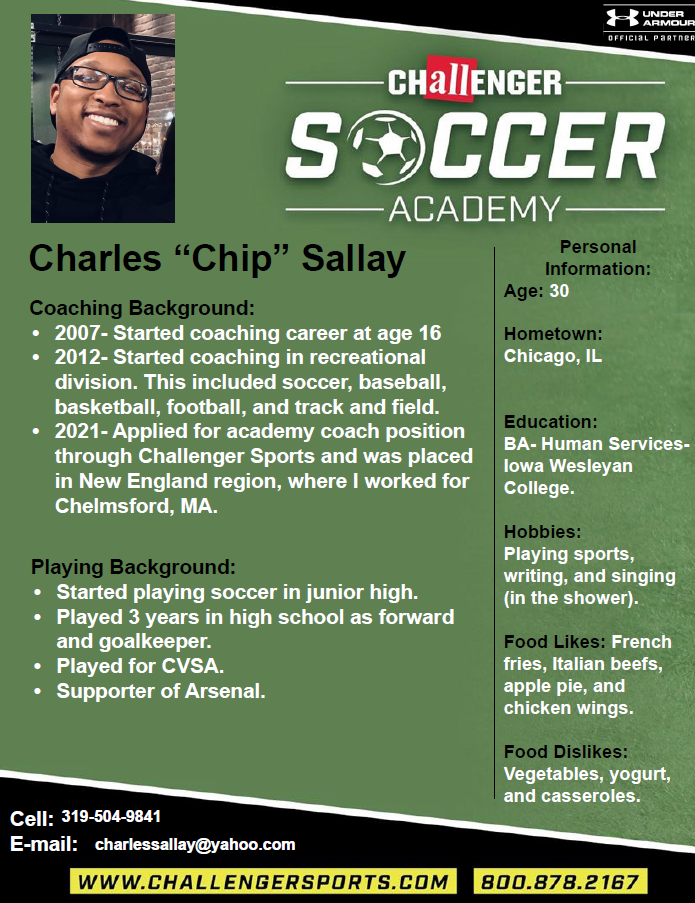 UNDER
ARMOUR
OFFICIAL PARTNER
CHallENGER
SOCCER
ACADEMY
Charles “Chip” Sallay
Coaching Background:
• 2007- Started coaching career at age 16
• 2012- Started coaching in recreational
division. This included soccer, baseball,
basketball, football, and track and field.
• 2021- Applied for academy coach position
through Challenger Sports and was placed
in New England region, where I worked for
Chelmsford, MA.
Playing Background:
• Started playing soccer in junior high.
• Played 3 years in high school as forward
and goalkeeper.
• Played for CVSA.
• Supporter of Arsenal.
Personal
Information:
Age: 30
Hometown:
Chicago, IL
Education:
BA- Human Services-
Iowa Wesleyan
College.
Hobbies:
Playing sports,
writing, and singing
(in the shower).
Food Likes: French
fries, Italian beefs,
apple pie, and
chicken wings.
Food Dislikes:
Vegetables, yogurt,
and casseroles.
Cell: 319-504-9841
E-mail: charlessallay@yahoo.com
WWW.CHALLENGERSPORTS.COM 800.878.2167